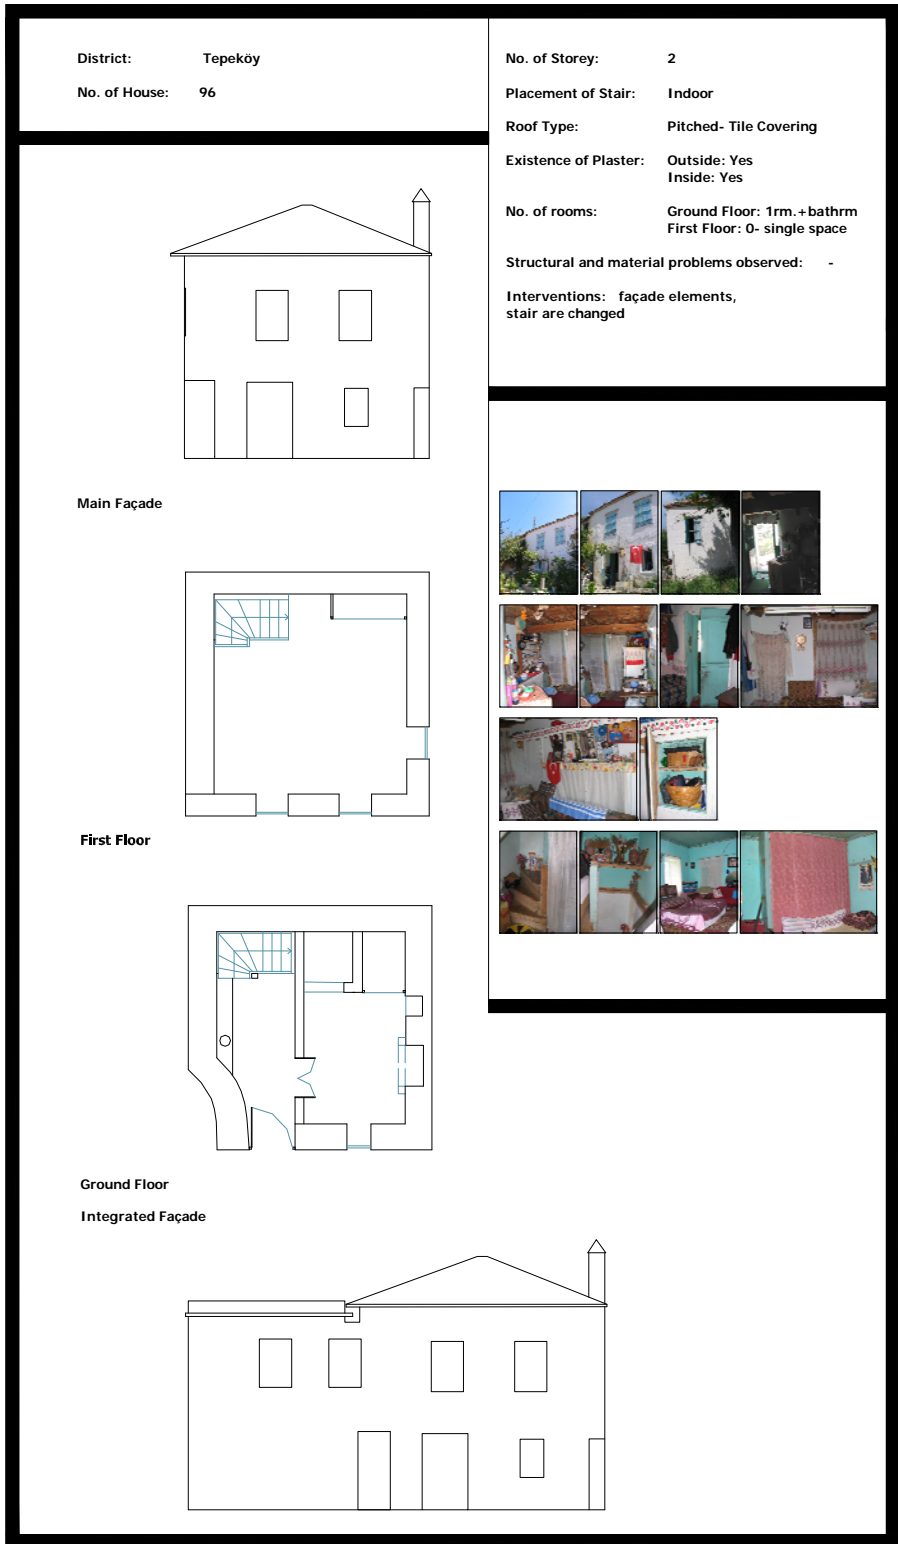 District: Tepeköy
No. of House: 96
No. of Storey: 2
Placement of Stair: Indoor
Roof Type: Pitched- Tile Covering
Existence of Plaster: Outside: Yes
Inside: Yes
No. of rooms: Ground Floor: 1rm.+bathrm
First Floor: 0- single space
Structural and material problems observed: -
Interventions: façade elements,
stair are changed
Main Façade
First Floor
Ground Floor
Integrated Façade